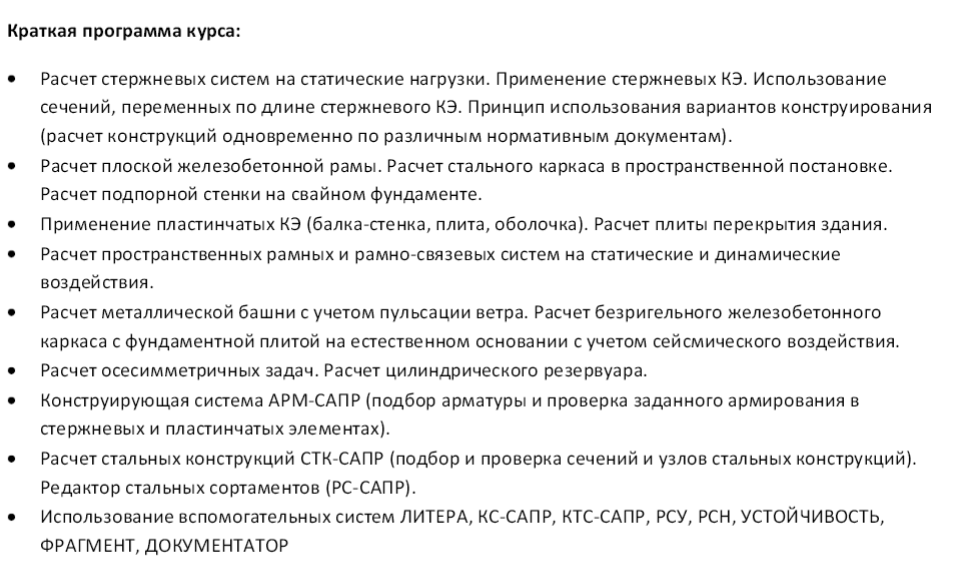 Краткая программа курса:
• Расчет стержневых систем на статические нагрузки. Применение стержневых КЭ. Использование
сечений, переменных по длине стержневого КЭ. Принцип использования вариантов конструирования
(расчет конструкций одновременно по различным нормативным документам).
• Расчет плоской железобетонной рамы. Расчет стального каркаса в пространственной постановке.
Расчет подпорной стенки на свайном фундаменте.
• Применение пластинчатых КЭ (балка-стенка, плита, оболочка). Расчет плиты перекрытия здания.
• Расчет пространственных рамных и рамно-связевых систем на статические и динамические
воздействия.
• Расчет металлической башни с учетом пульсации ветра. Расчет безригельного железобетонного
каркаса с фундаментной плитой на естественном основании с учетом сейсмического воздействия.
• Расчет осесимметричных задач. Расчет цилиндрического резервуара.
• Конструирующая система АРМ-САПР (подбор арматуры и проверка заданного армирования в
стержневых и пластинчатых элементах).
• Расчет стальных конструкций СТК-САПР (подбор и проверка сечений и узлов стальных конструкций).
Редактор стальных сортаментов (РС-САПР).
• Использование вспомогательных систем ЛИТЕРА, КС-САПР, КТС-САПР, РСУ, РСН, УСТОЙЧИВОСТЬ,
ФРАГМЕНТ, ДОКУМЕНТАТОР